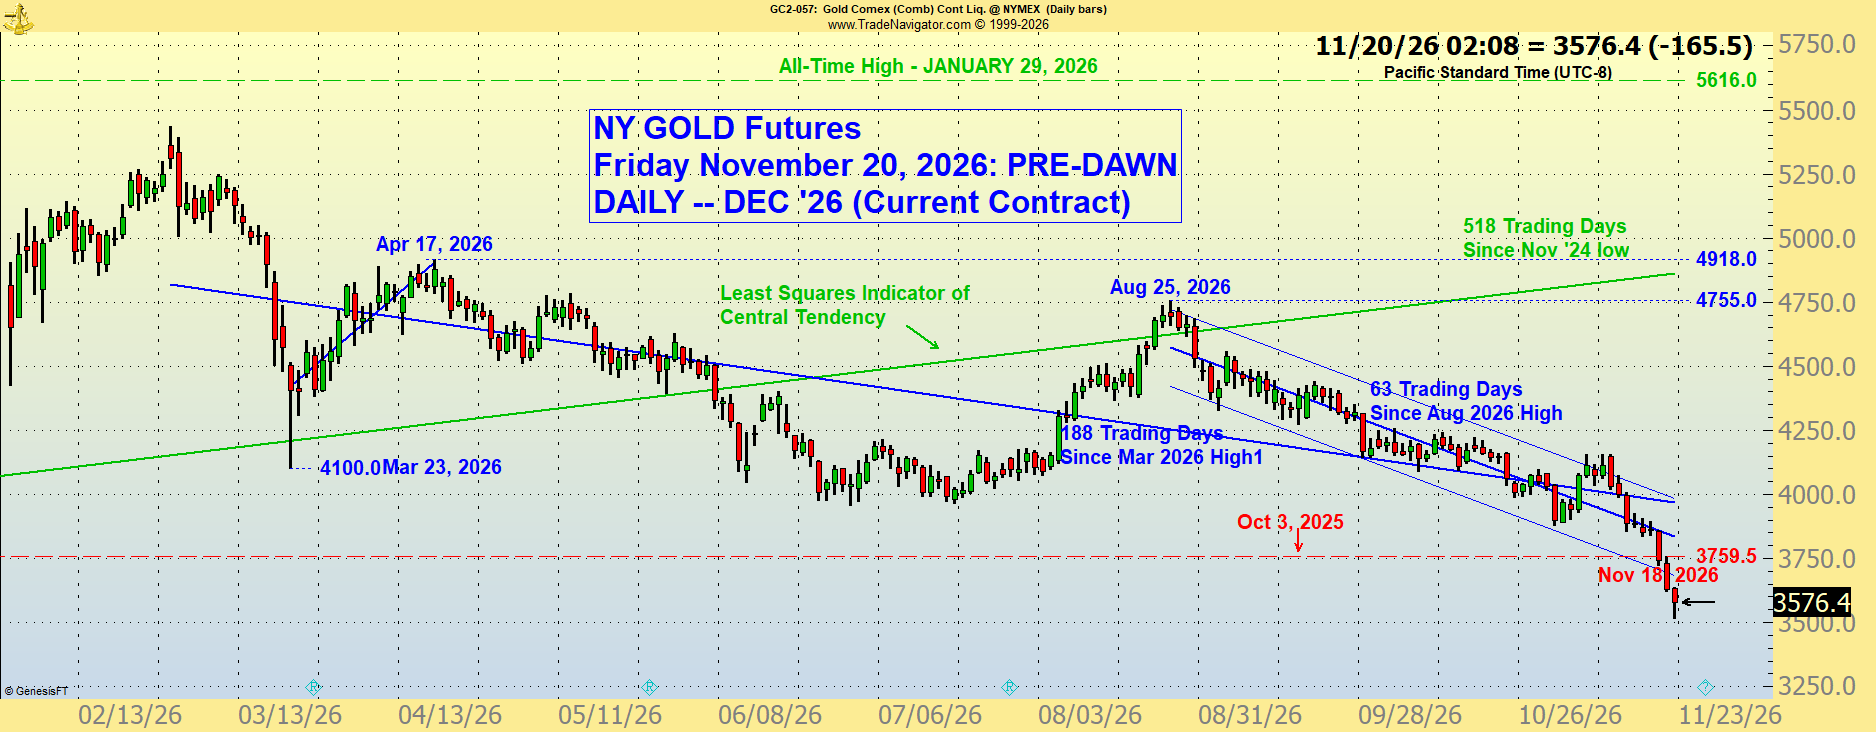 GC2-057: Gold Comex (Comb) Cont Liq. @ NYMEX (Daily bars)
www.TradeNavigator.com © 1999-2026
11/20/26 02:08 = 3576.4 (-165.5)
Pacific Standard Time (UTC-8)
All-Time High - JANUARY 29, 2026
5616.0
NY GOLD Futures
Friday November 20, 2026: PRE-DAWN
DAILY -- DEC '26 (Current Contract)
518 Trading Days
Since Nov '24 low
Apr 17, 2026
4918.0
Aug 25, 2026
4755.0
Least Squares Indicator of
Central Tendency
63 Trading Days
Since Aug 2026 High
188 Trading Days
Since Mar 2026 High1
4100.0
Mar 23, 2026
Oct 3, 2025
3759.5
Nov 18, 2026
5750.0
5500.0
5250.0
5000.0
4750.0
4500.0
4250.0
4000.0
3750.0
3576.4
3500.0
3250.0
© GenesisFT
R
R
R
?
02/13/26
03/13/26
04/13/26
05/11/26
06/08/26
07/06/26
08/03/26
08/31/26
09/28/26
10/26/26
11/23/26